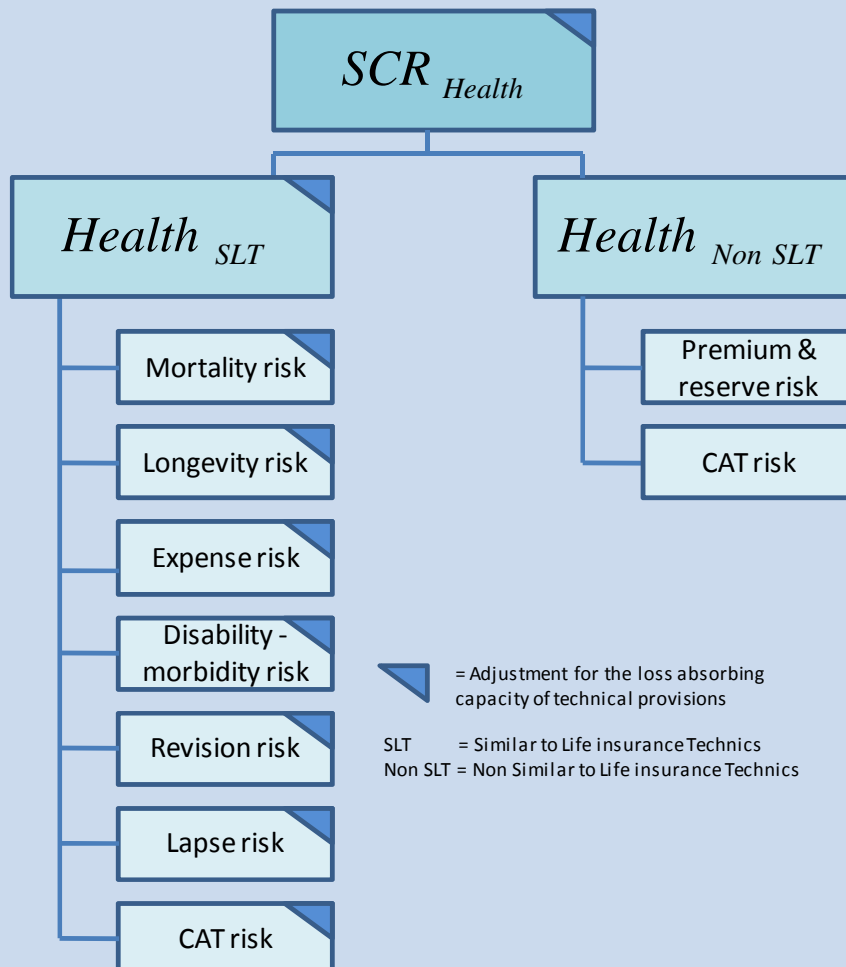 SCR Health
Health SLT
Health Non SLT
Mortality risk
Longevity risk
Expense risk
Disability -
morbidity risk
Revision risk
Lapse risk
CAT risk
Premium &
reserve risk
CAT risk
= Adjustment for the loss absorbing
capacity of technical provisions
SLT = Similar to Life insurance Technics
Non SLT = Non Similar to Life insurance Technics